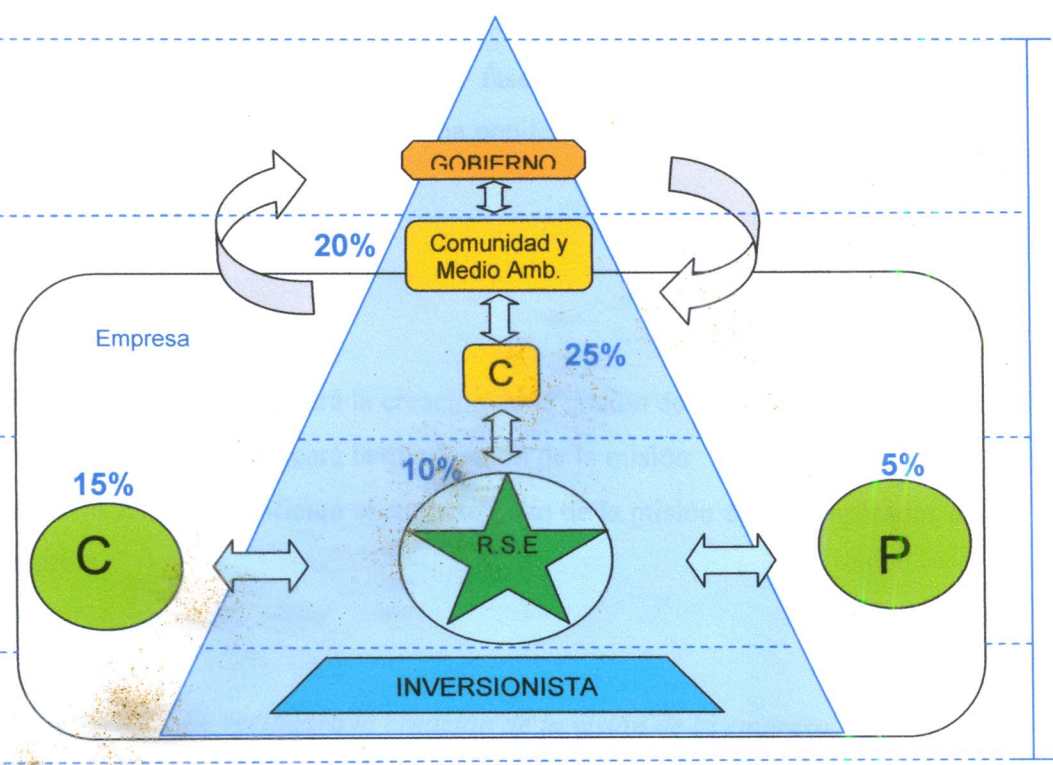 GOBIERNO
20%
Comunidad y
Medio Amb.
Empresa
25%
C
10%
15%
5%
C
R.S.E
P
INVERSIONISTA